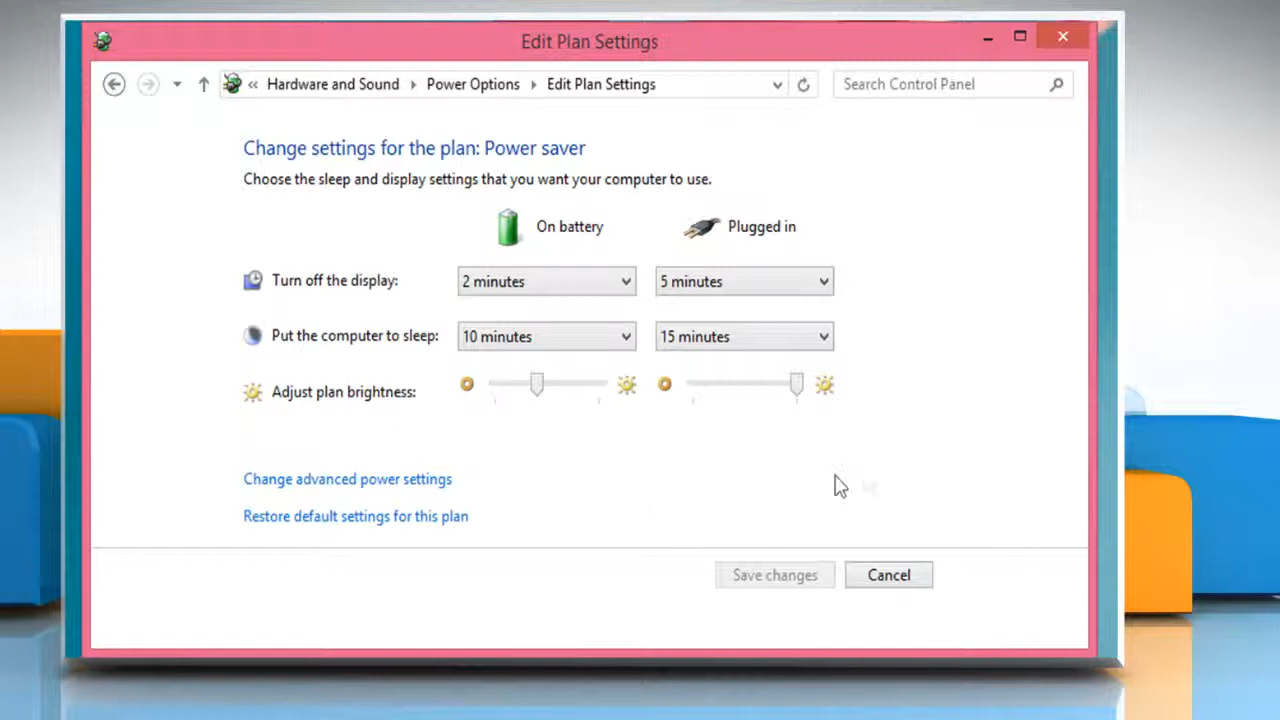 Edit Plan Settings
« Hardware and Sound Power Options Edit Plan Settings
Search Control Panel
Change settings for the plan: Power saver
Choose the sleep and display settings that you want your computer to use.
On battery Plugged in
Turn off the display: 2 minutes 5 minutes
Put the computer to sleep: 10 minutes 15 minutes
Adjust plan brightness:
Change advanced power settings
Restore default settings for this plan
Save changes Cancel